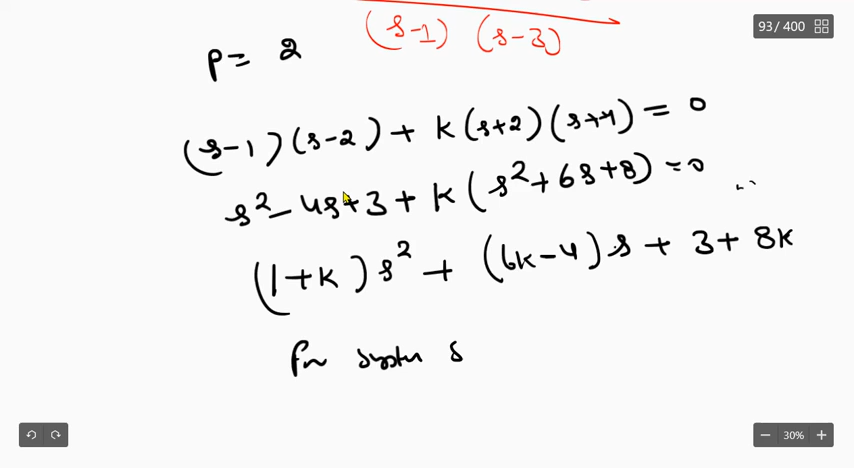 (s-1) (s-3)
P = 2
(s-1)(s-2) + k(s+2)(s+4) = 0
s² - 4s + 3 + k(s² + 6s + 8) = 0
(1+k)s² + (6k-4)s + 3 + 8k
For system s
93 / 400
30%